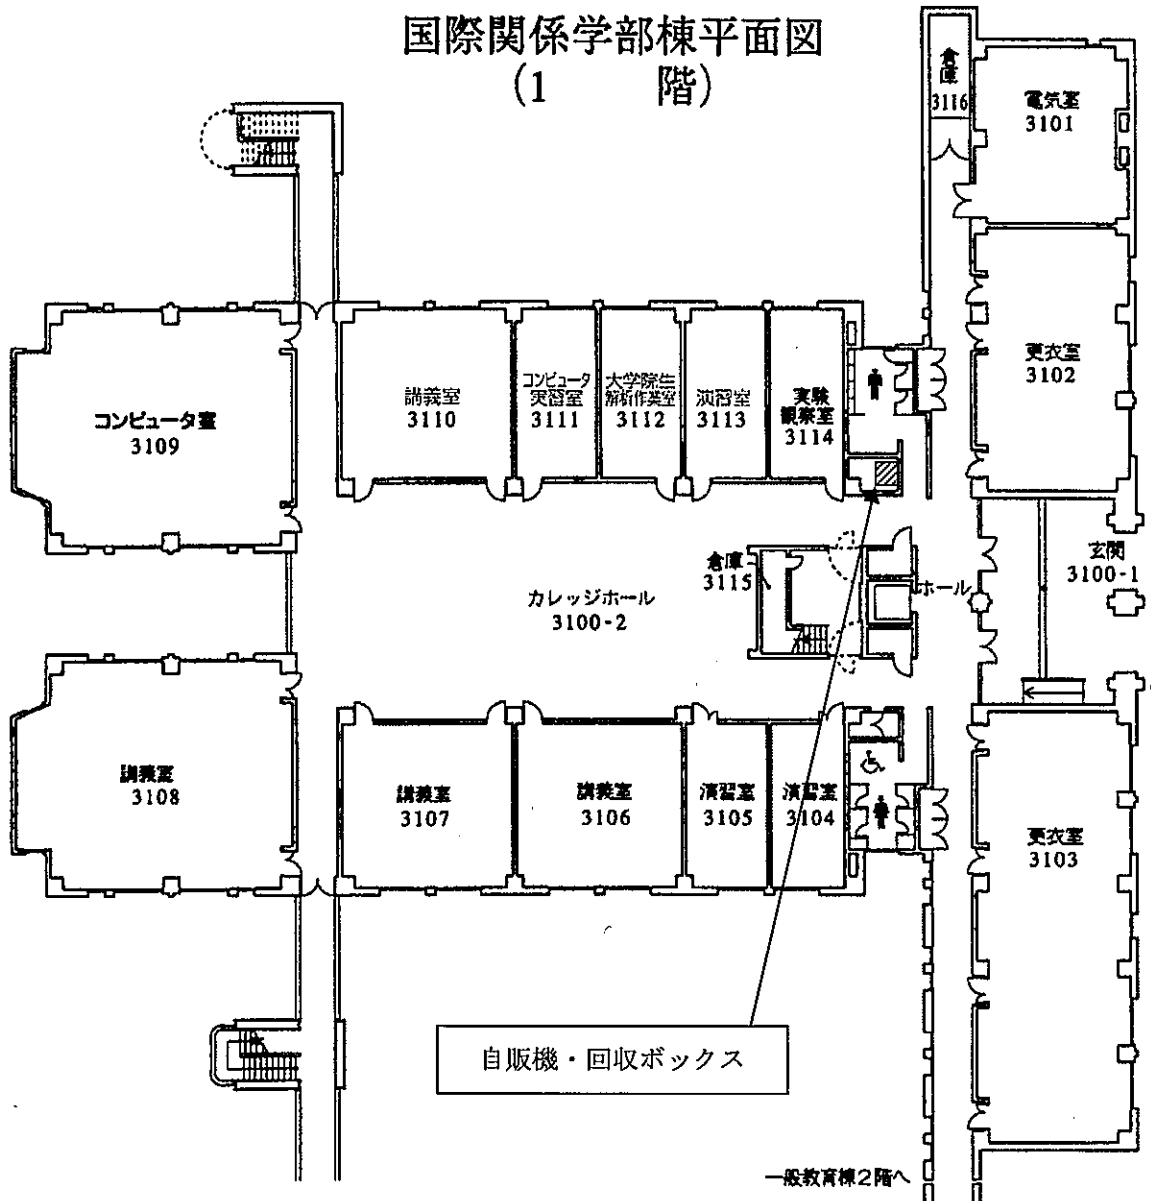 国際関係学部棟平面図
(1 階)
倉庫
3116
電気室
3101
更衣室
3102
コンピュータ室
3109
講義室
3110
コンピュータ
実習室
3111
大学院生
解析作業室
3112
演習室
3113
実験
観察室
3114
倉庫
3115
カレッジホール
3100-2
ホール
玄関
3100-1
講義室
3108
講義室
3107
講義室
3106
演習室
3105
演習室
3104
更衣室
3103
自販機・回収ボックス
一般教育棟2階へ